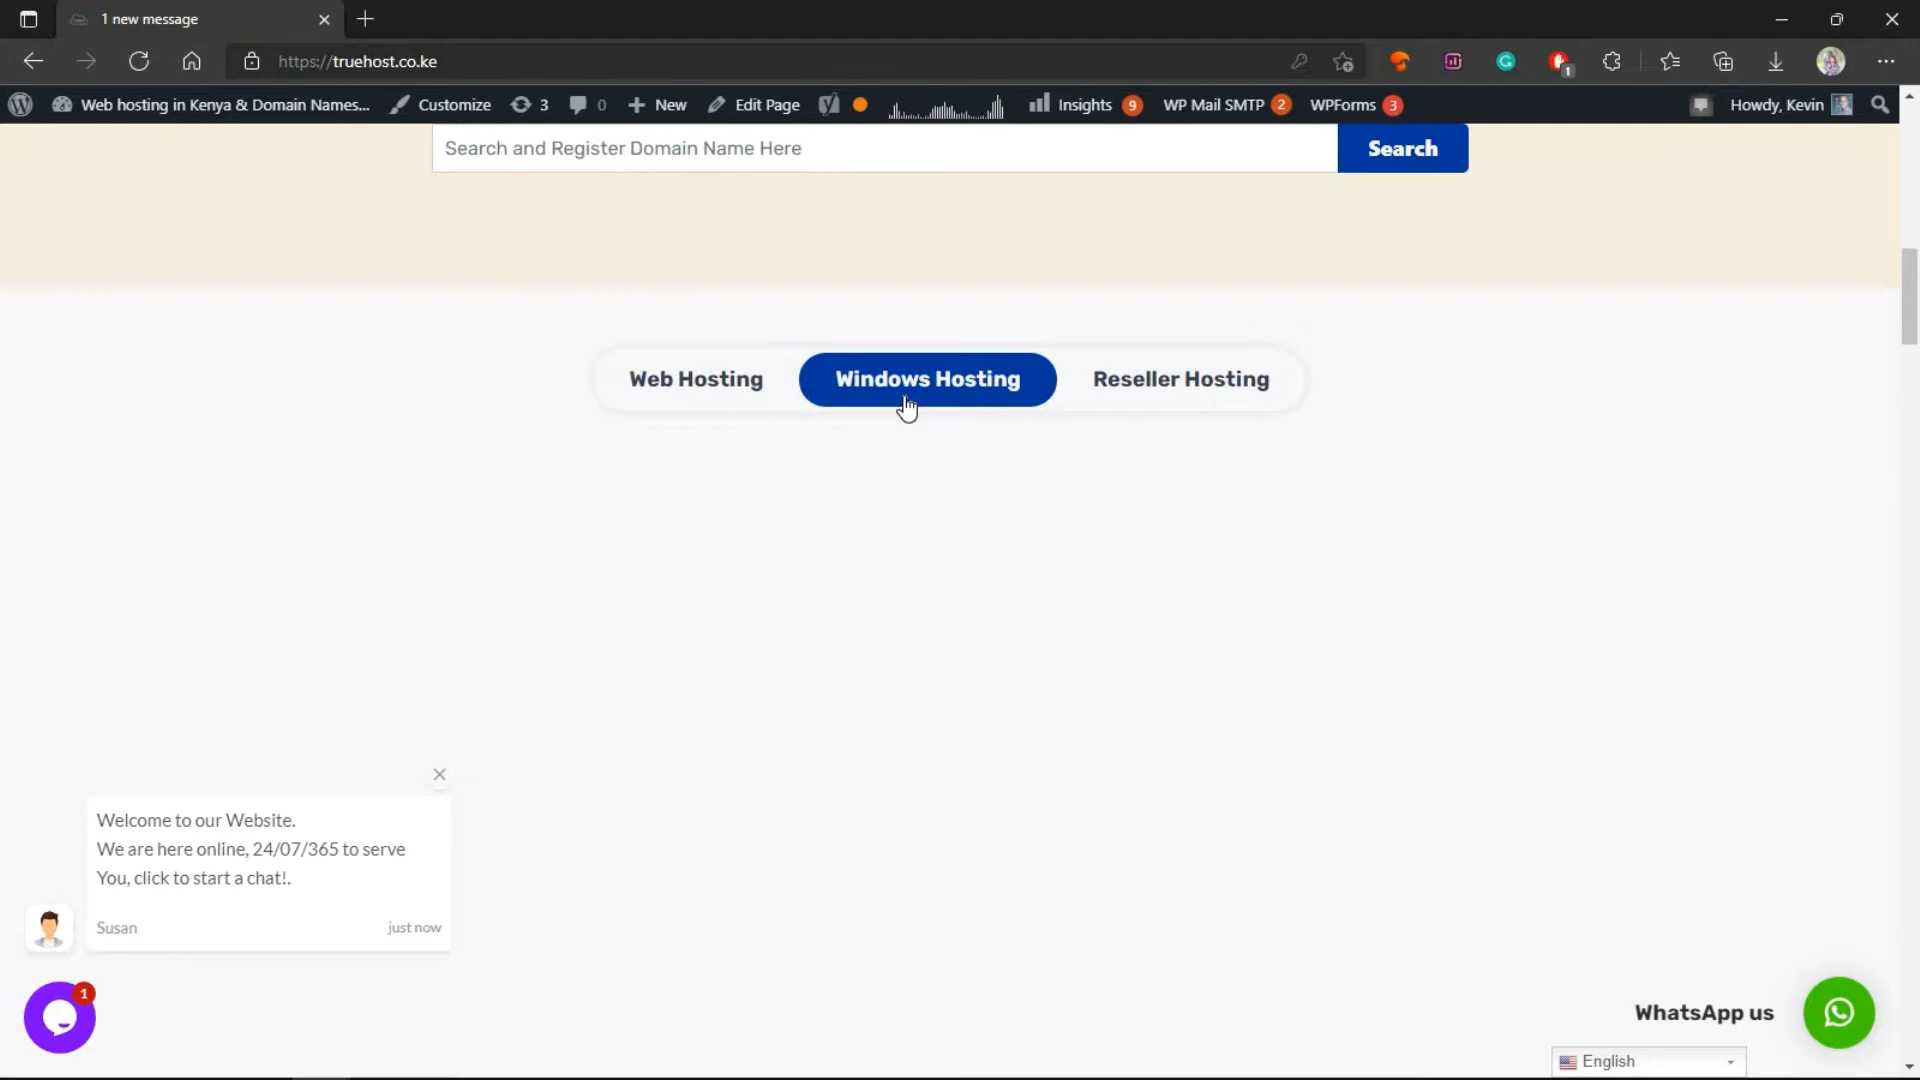 1 new message
https://truehost.co.ke
1
Web hosting in Kenya & Domain Names... Customize 3 0 New Edit Page Insights 9 WP Mail SMTP 2 WPForms 3 Howdy, Kevin
Search and Register Domain Name Here Search
Web Hosting Windows Hosting Reseller Hosting
Welcome to our Website.
We are here online, 24/07/365 to serve
You, click to start a chat!.
Susan just now
1
WhatsApp us
English